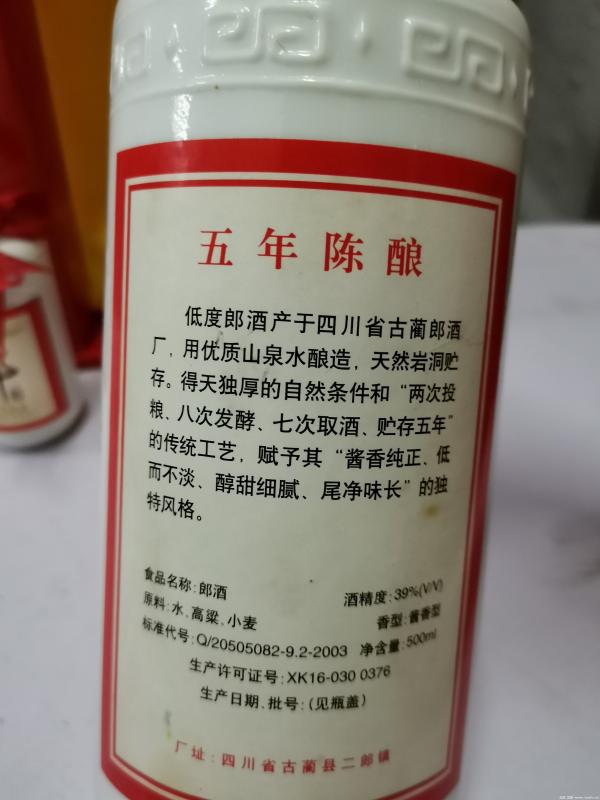 五年陈酿
低度郎酒产于四川省古蔺郎酒
厂，用优质山泉水酿造，天然岩洞贮
存。得天独厚的自然条件和“两次投
粮、八次发酵、七次取酒、贮存五年”
的传统工艺，赋予其“酱香纯正、低
而不淡、醇甜细腻、尾净味长”的独
特风格。
食品名称:郎酒 酒精度:39%(V/V)
原料:水、高粱、小麦 香型:酱香型
标准代号:Q/20505082-9.2-2003 净含量:500ml
生产许可证号:XK16-030 0376
生产日期、批号:(见瓶盖)
厂址:四川省古蔺县二郎镇